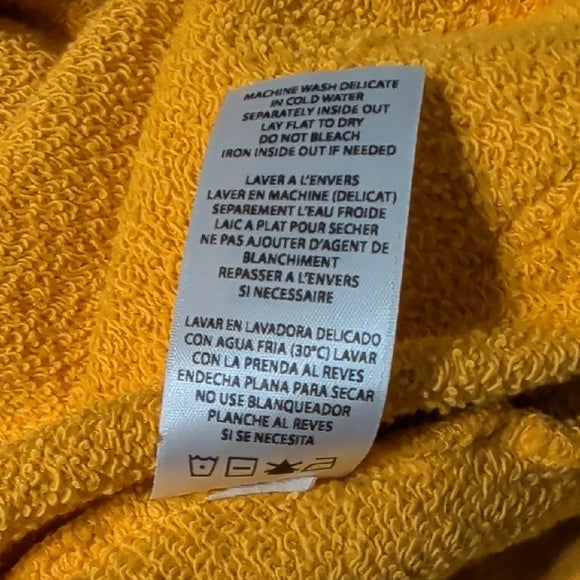 MACHINE WASH DELICATE
IN COLD WATER
SEPARATELY INSIDE OUT
LAY FLAT TO DRY
DO NOT BLEACH
IRON INSIDE OUT IF NEEDED
LAVER A L'ENVERS
LAVER EN MACHINE (DELICAT)
SEPAREMENT L'EAU FROIDE
LAIC A PLAT POUR SECHER
NE PAS AJOUTER D'AGENT DE
BLANCHIMENT
REPASSER A L'ENVERS
SI NECESSAIRE
LAVAR EN LAVADORA DELICADO
CON AGUA FRIA (30°C) LAVAR
CON LA PRENDA AL REVES
ENDECHA PLANA PARA SECAR
NO USE BLANQUEADOR
PLANCHE AL REVES
SI SE NECESITA